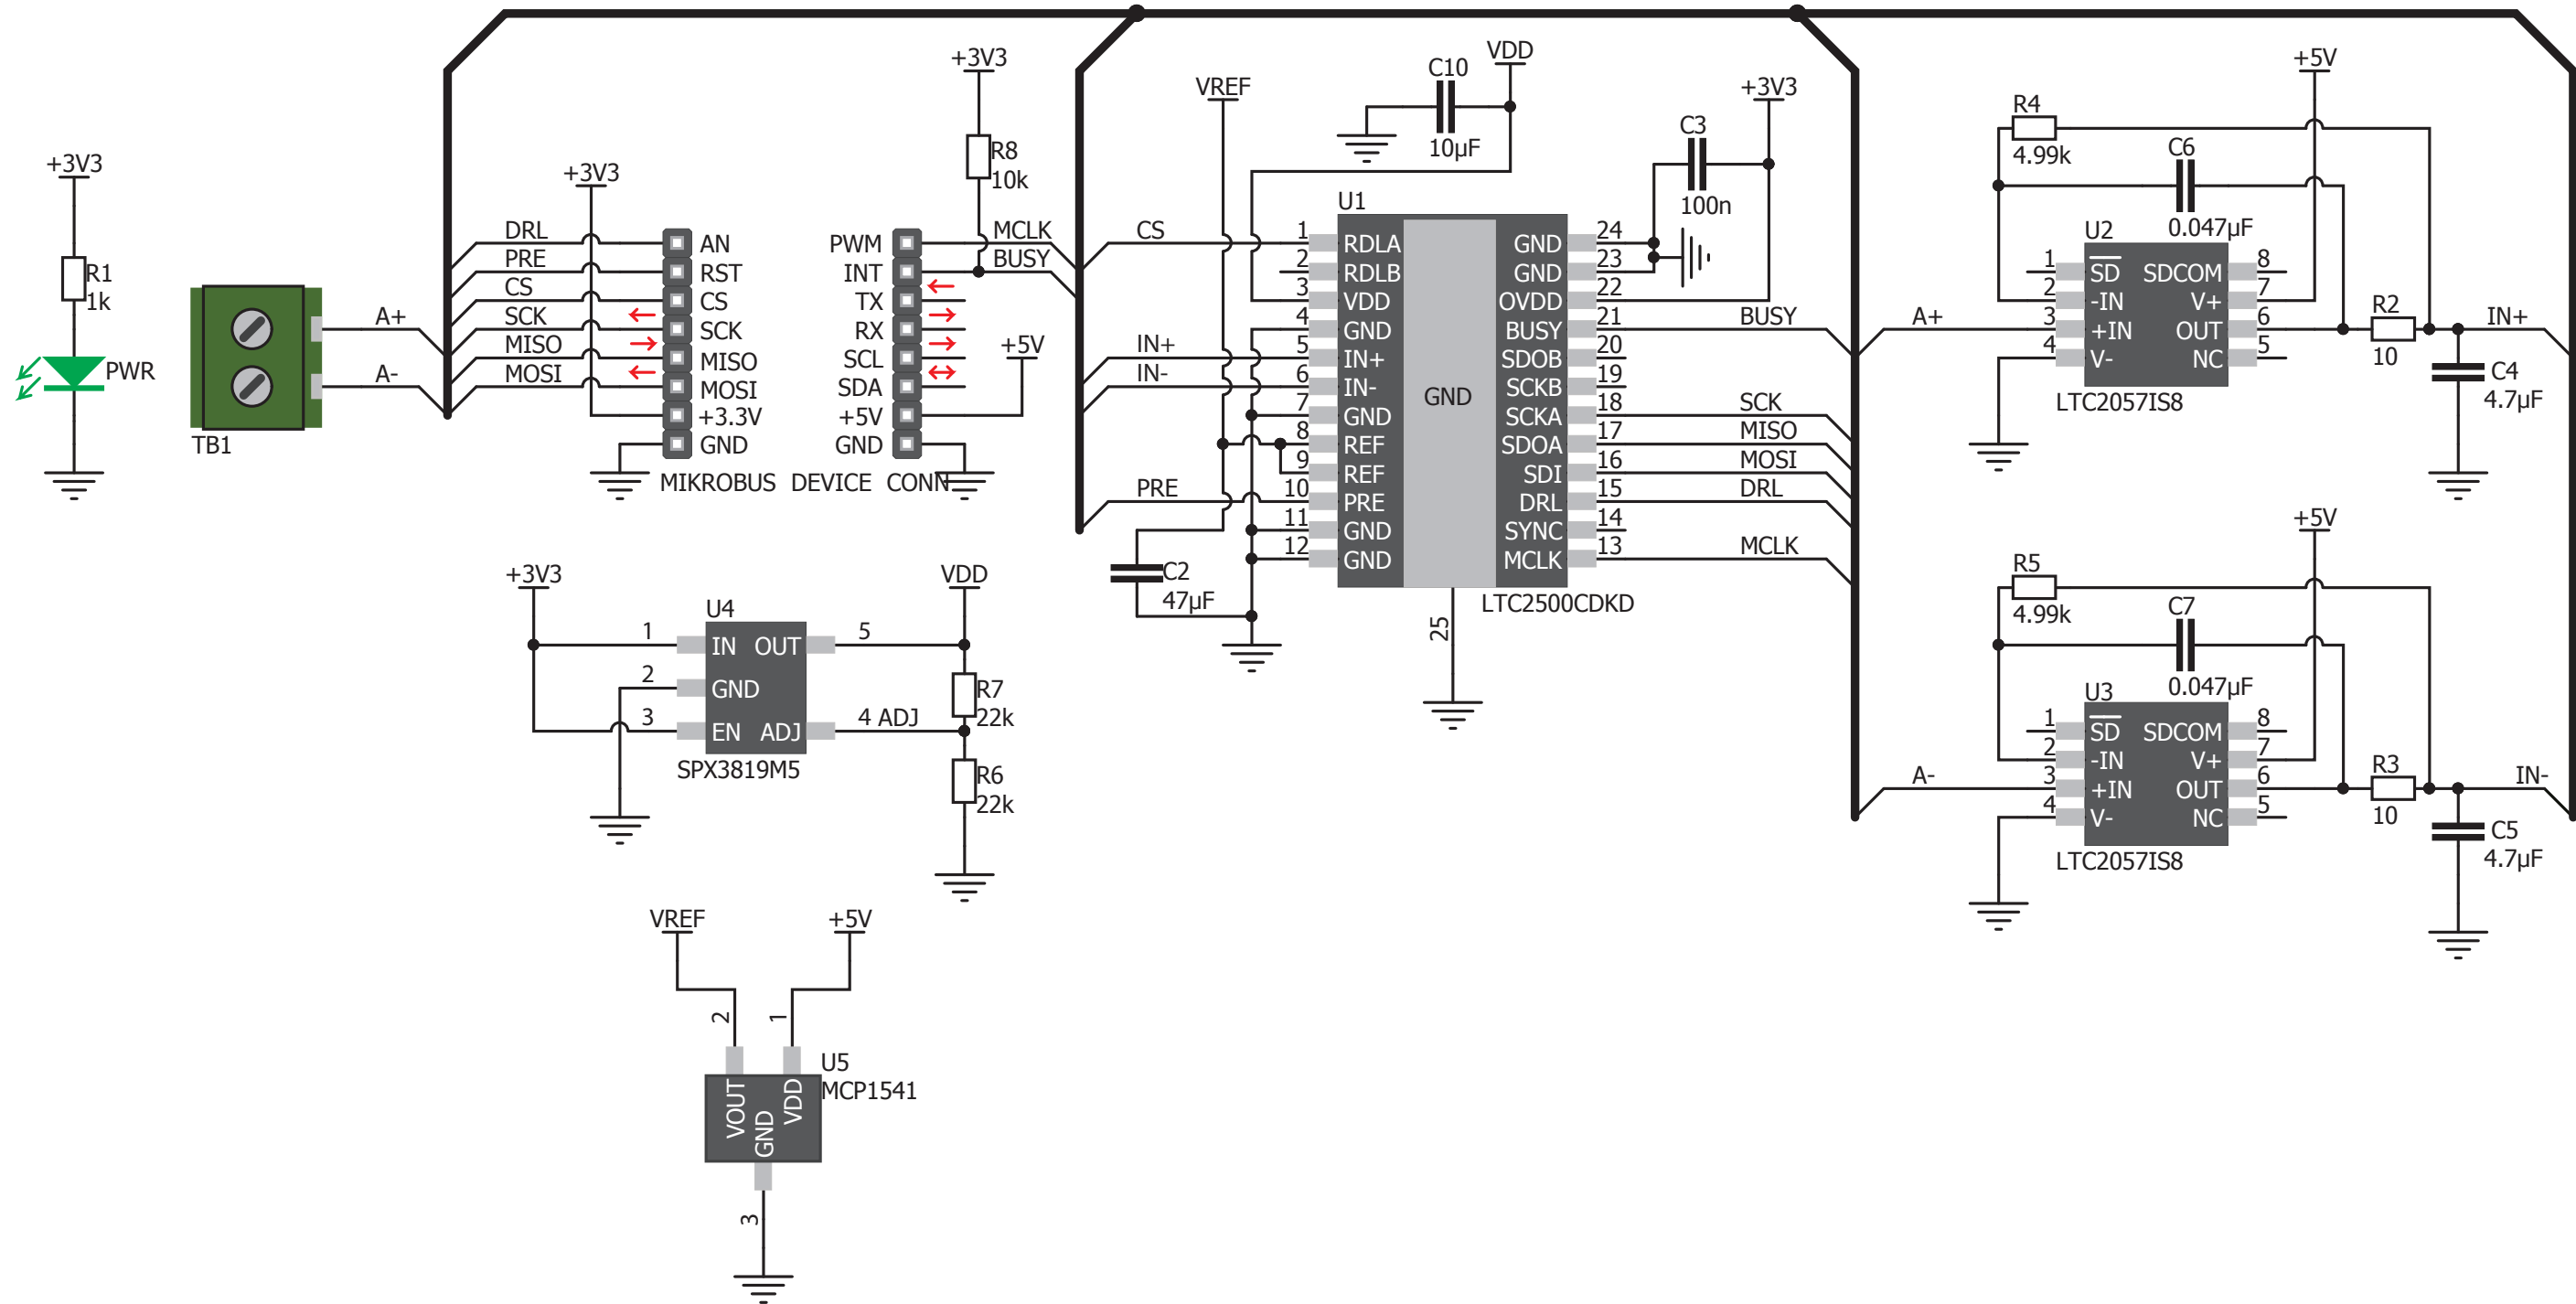 +3V3
R1
1k
PWR
TB1
A+
A-
+3V3
DRL
PRE
CS
SCK
MISO
MOSI
AN
RST
CS
SCK
MISO
MOSI
+3.3V
GND
PWM
INT
TX
RX
SCL
SDA
+5V
GND
MIKROBUS DEVICE CONN
+3V3
R8
10k
MCLK
BUSY
+5V
VREF
C10
10µF
VDD
C3
100n
+3V3
U1
CS
IN+
IN-
PRE
1 RDLA
2 RDLB
3 VDD
4 GND
5 IN+
6 IN-
7 GND
8 REF
9 REF
10 PRE
11 GND
12 GND
GND
GND 24
GND 23
OVDD 22
BUSY 21
SDOB 20
SCKB 19
SCKA 18
SDOA 17
SDI 16
DRL 15
SYNC 14
MCLK 13
BUSY
SCK
MISO
MOSI
DRL
MCLK
LTC2500CDKD
25
C2
47µF
+5V
R4
4.99k
C6
0.047µF
U2
1 SD SDCOM 8
2 -IN V+ 7
3 +IN OUT 6
4 V- NC 5
LTC2057IS8
A+
R2
10
IN+
C4
4.7µF
+5V
R5
4.99k
C7
0.047µF
U3
1 SD SDCOM 8
2 -IN V+ 7
3 +IN OUT 6
4 V- NC 5
LTC2057IS8
A-
R3
10
IN-
C5
4.7µF
+3V3
VDD
U4
1 IN OUT 5
2 GND
3 EN ADJ 4 ADJ
SPX3819M5
R7
22k
R6
22k
VREF
+5V
2
1
U5
MCP1541
VOUT
GND
VDD
3